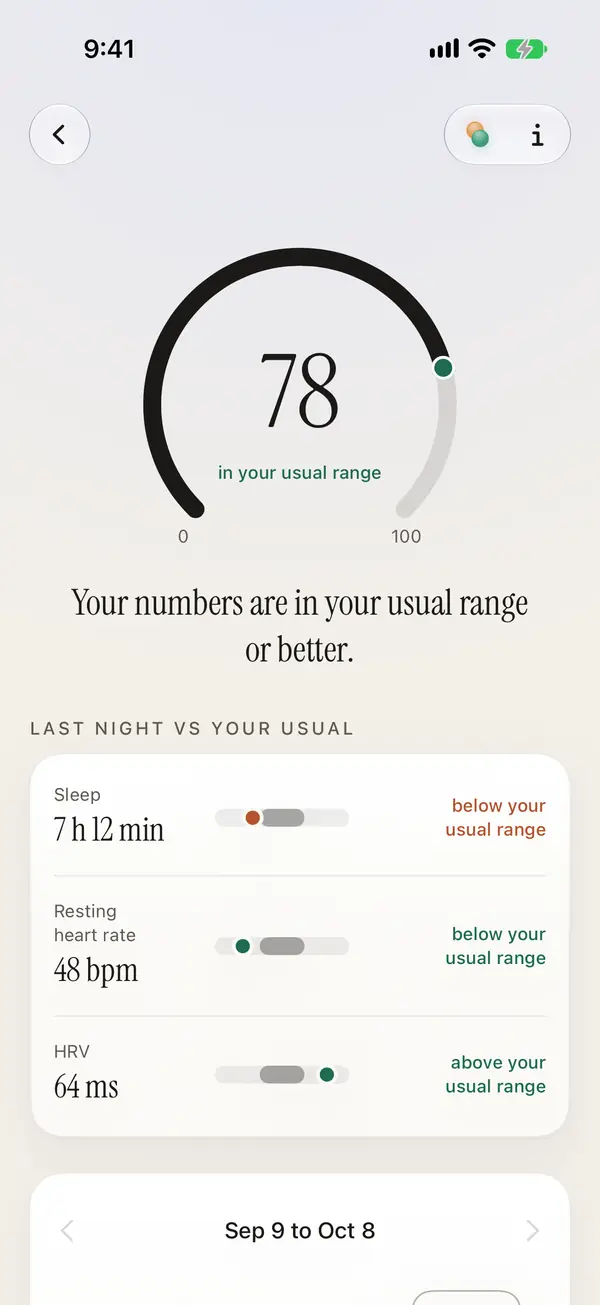 9:41
i
78
in your usual range
0
100
Your numbers are in your usual range
or better.
LAST NIGHT VS YOUR USUAL
Sleep
7 h 12 min
below your
usual range
Resting
heart rate
48 bpm
below your
usual range
HRV
64 ms
above your
usual range
Sep 9 to Oct 8